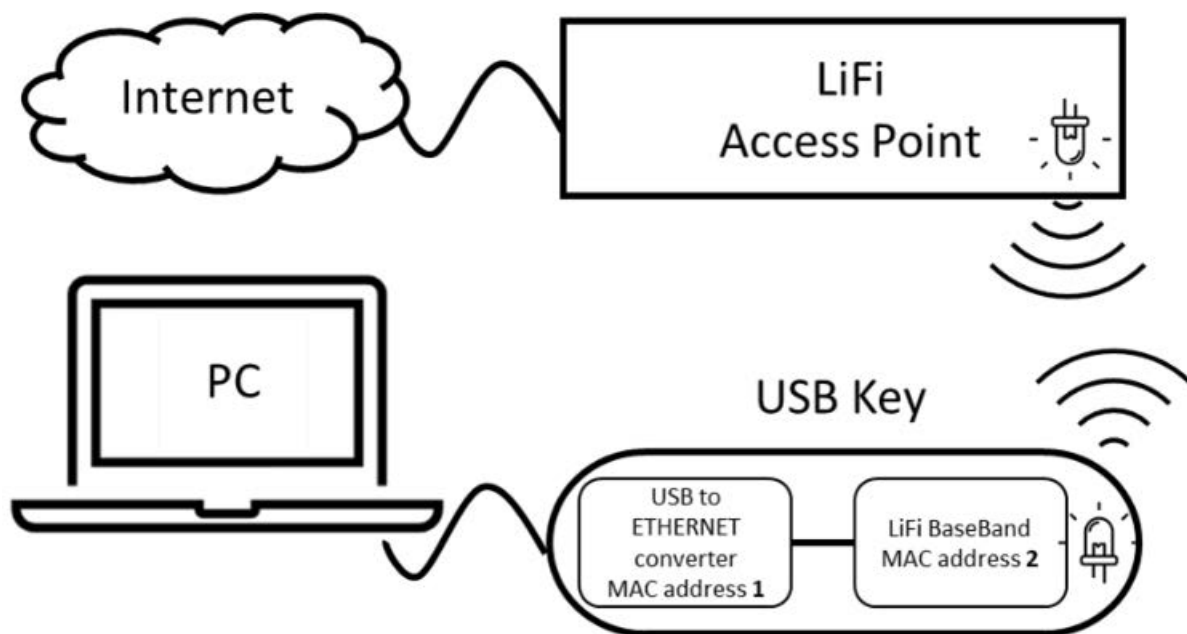 Internet
LiFi
Access Point
PC
USB Key
USB to
ETHERNET
converter
MAC address 1
LiFi BaseBand
MAC address 2